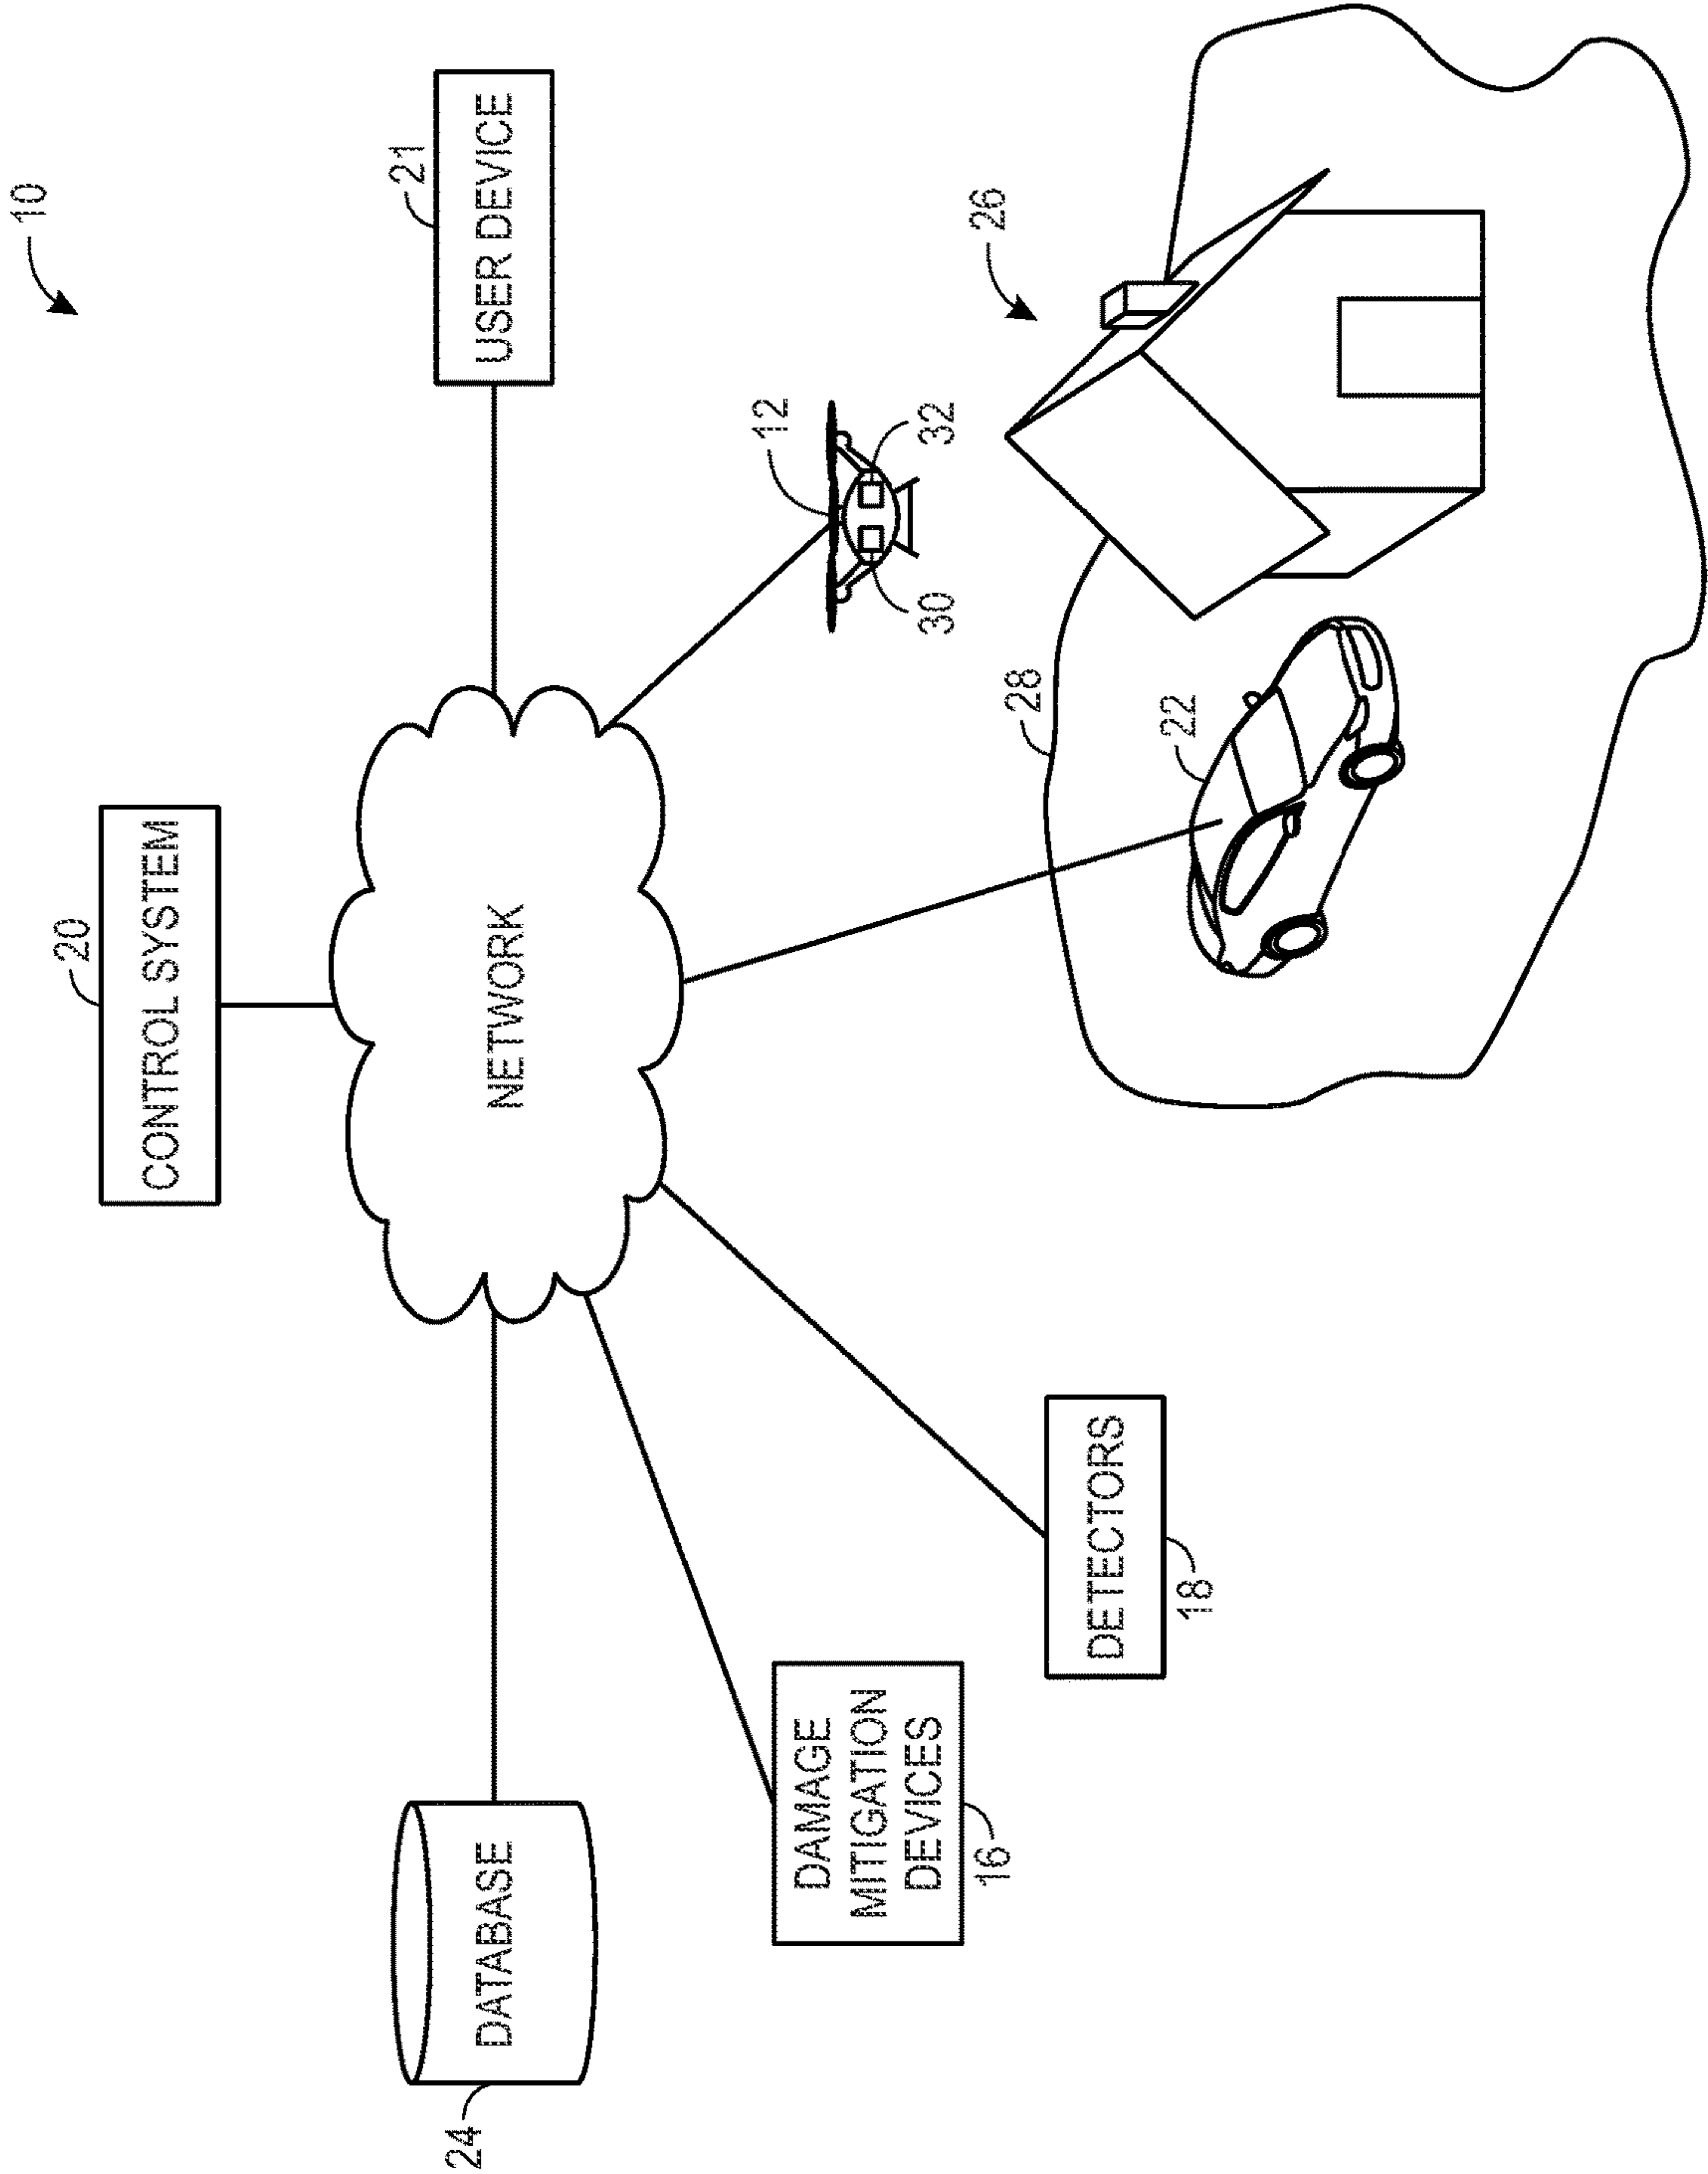 10
20
CONTROL SYSTEM
21
USER DEVICE
24
DATABASE
NETWORK
12
30
32
26
DAMAGE
MITIGATION
DEVICES
16
28
22
DETECTORS
18